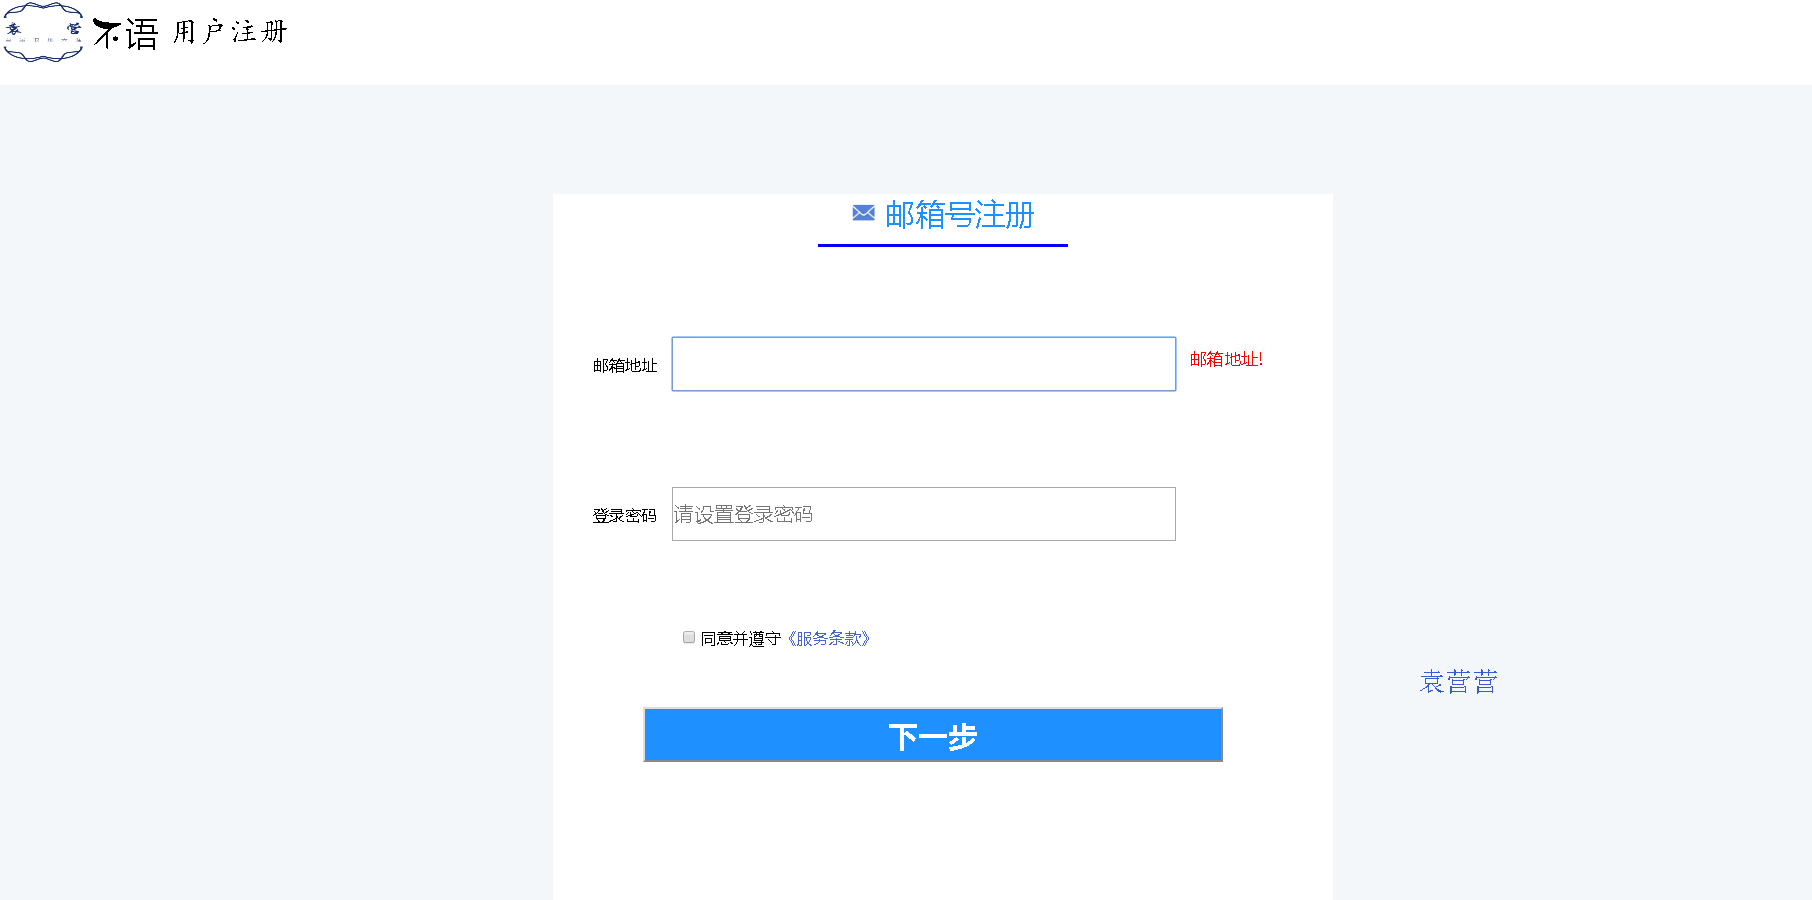 袁 营
不语 用户注册
邮箱号注册
邮箱地址 邮箱地址!
登录密码 请设置登录密码
同意并遵守《服务条款》
袁营营
下一步